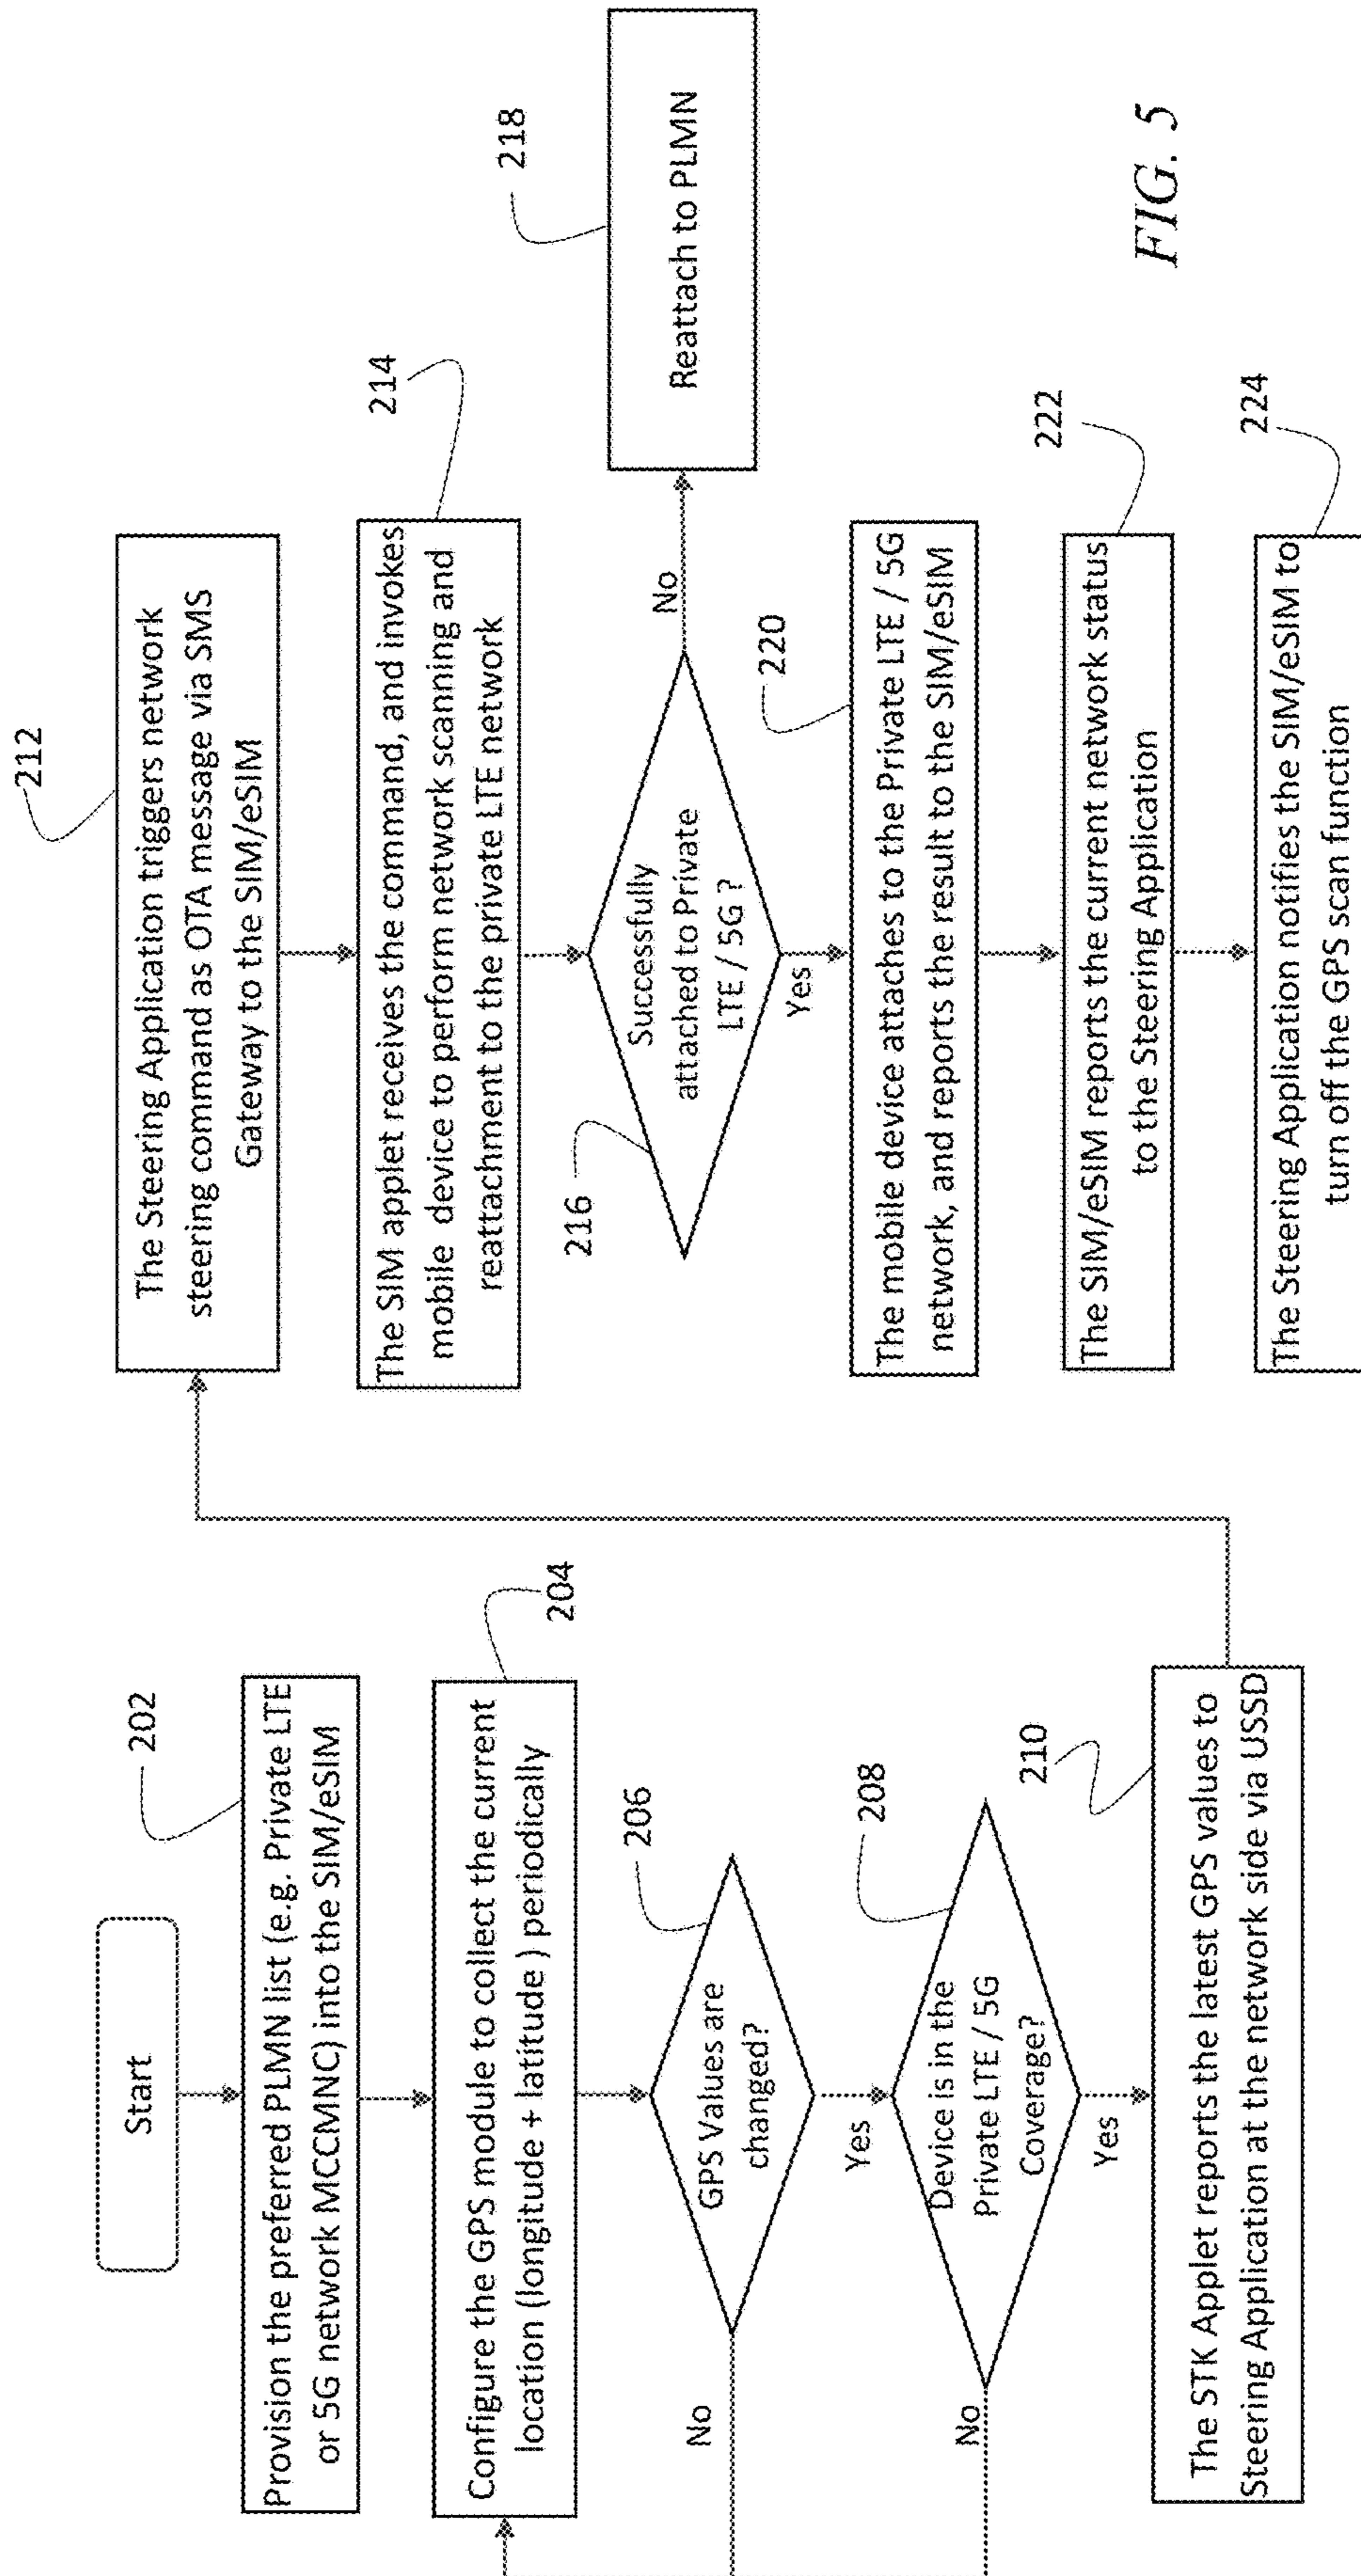 Start
202
Provision the preferred PLMN list (e.g. Private LTE
or 5G network MCCMNC) into the SIM/eSIM
204
Configure the GPS module to collect the current
location (longitude + latitude ) periodically
206
GPS Values are
changed?
No
Yes
208
Device is in the
Private LTE / 5G
Coverage?
No
Yes
210
The STK Applet reports the latest GPS values to
Steering Application at the network side via USSD
212
The Steering Application triggers network
steering command as OTA message via SMS
Gateway to the SIM/eSIM
214
The SIM applet receives the command, and invokes
mobile device to perform network scanning and
reattachment to the private LTE network
216
Successfully
attached to Private
LTE / 5G ?
No
Yes
218
Reattach to PLMN
220
The mobile device attaches to the Private LTE / 5G
network, and reports the result to the SIM/eSIM
222
The SIM/eSIM reports the current network status
to the Steering Application
224
The Steering Application notifies the SIM/eSIM to
turn off the GPS scan function
FIG. 5